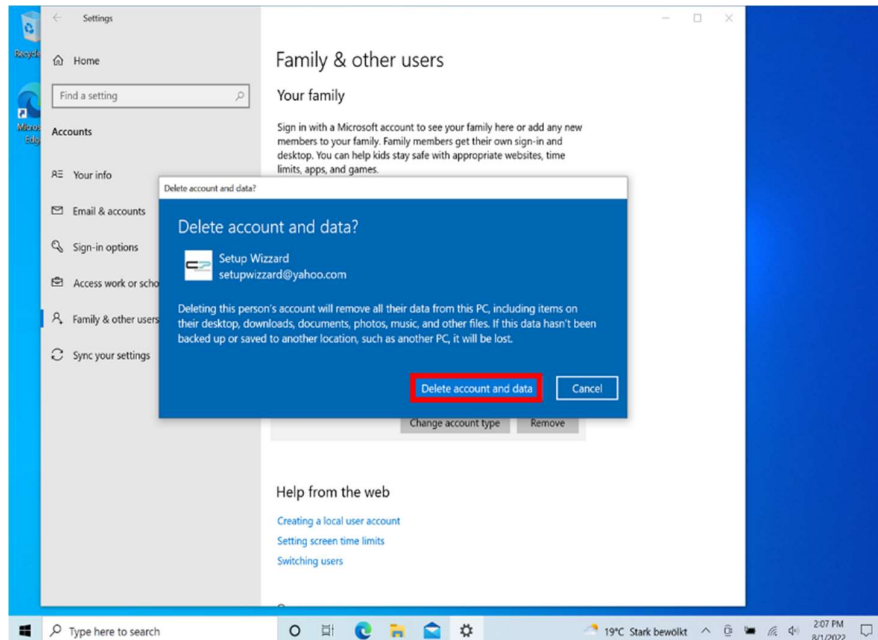 Settings
Home
Find a setting
Accounts
Your info
Email & accounts
Sign-in options
Access work or scho
Family & other users
Sync your settings
Family & other users
Your family
Sign in with a Microsoft account to see your family here or add any new
members to your family. Family members get their own sign-in and
desktop. You can help kids stay safe with appropriate websites, time
limits, apps, and games.
Delete account and data?
Delete account and data?
Setup Wizzard
setupwizzard@yahoo.com
Deleting this person's account will remove all their data from this PC, including items on
their desktop, downloads, documents, photos, music, and other files. If this data hasn't been
backed up or saved to another location, such as another PC, it will be lost.
Delete account and data
Cancel
Change account type
Remove
Help from the web
Creating a local user account
Setting screen time limits
Switching users
Type here to search
19°C Stark bewölkt
2:07 PM
8/1/2022